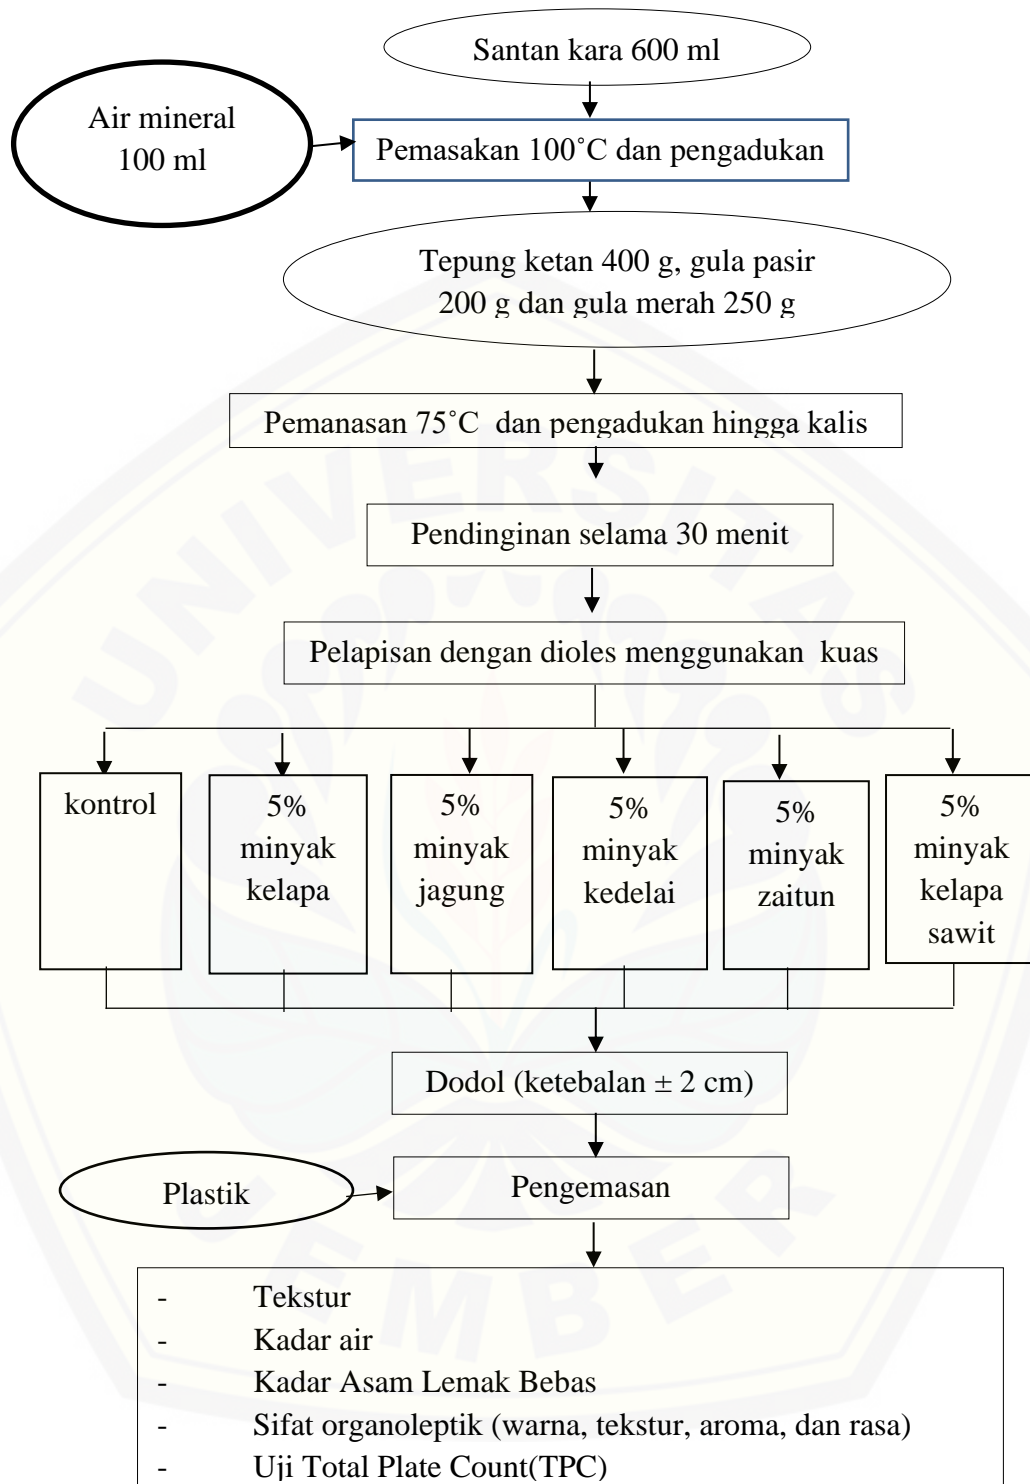 Santan kara 600 ml
Air mineral
100 ml
Pemasakan 100˚C dan pengadukan
Tepung ketan 400 g, gula pasir
200 g dan gula merah 250 g
Pemanasan 75˚C dan pengadukan hingga kalis
Pendinginan selama 30 menit
Pelapisan dengan dioles menggunakan kuas
kontrol
5%
minyak
kelapa
5%
minyak
jagung
5%
minyak
kedelai
5%
minyak
zaitun
5%
minyak
kelapa
sawit
Dodol (ketebalan ± 2 cm)
Plastik
Pengemasan
- Tekstur
- Kadar air
- Kadar Asam Lemak Bebas
- Sifat organoleptik (warna, tekstur, aroma, dan rasa)
- Uji Total Plate Count(TPC)
UNIVERSITAS
JEMBER